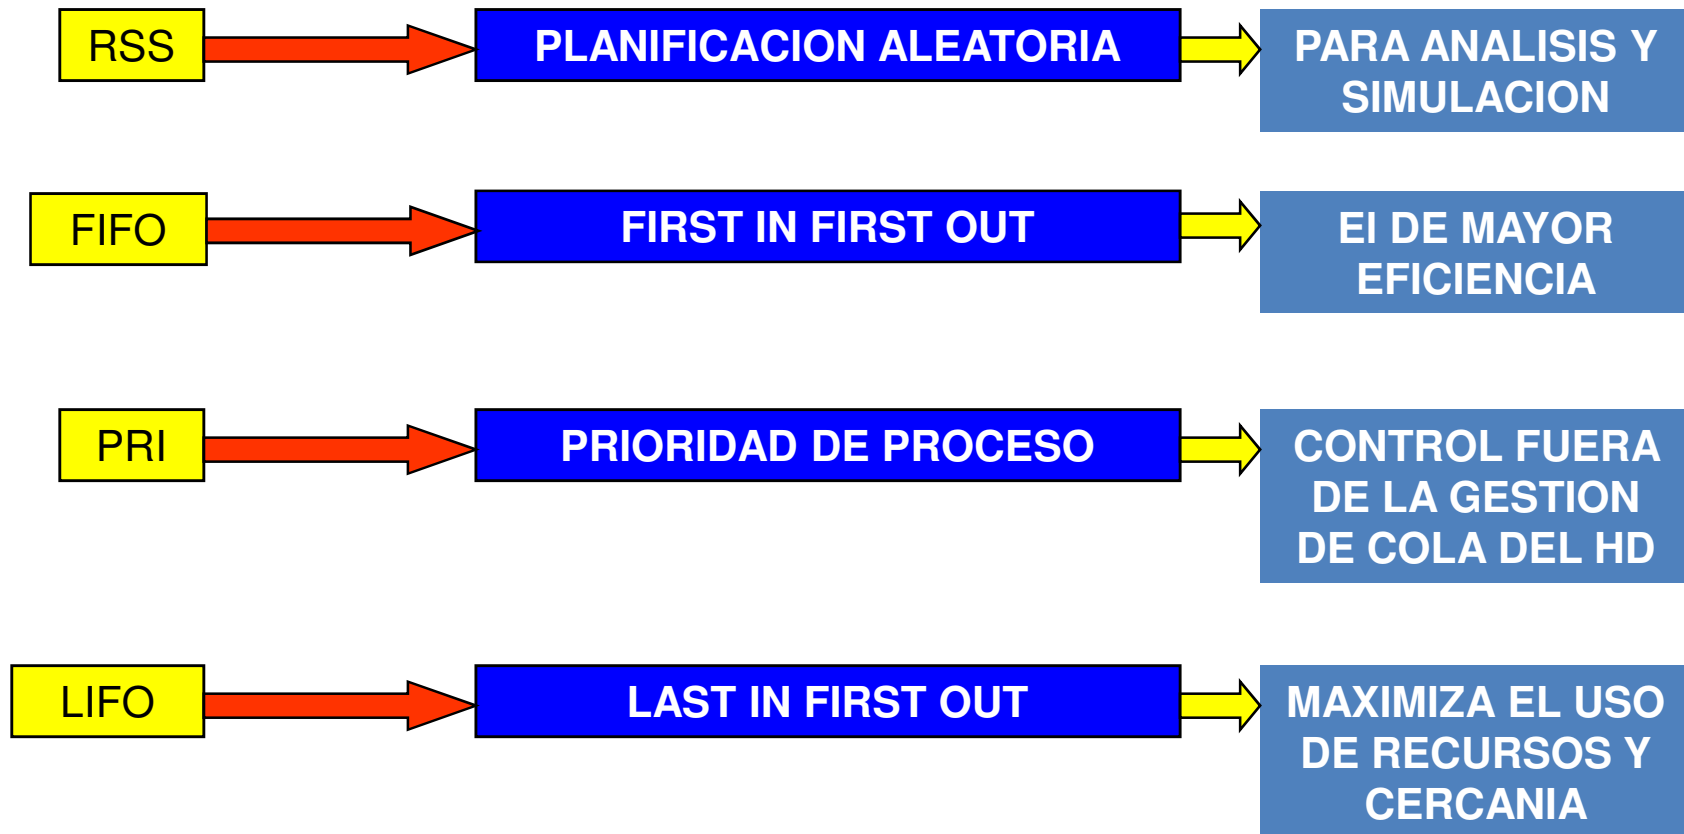 RSS
PLANIFICACION ALEATORIA
PARA ANALISIS Y
SIMULACION
FIFO
FIRST IN FIRST OUT
El DE MAYOR
EFICIENCIA
PRI
PRIORIDAD DE PROCESO
CONTROL FUERA
DE LA GESTION
DE COLA DEL HD
LIFO
LAST IN FIRST OUT
MAXIMIZA EL USO
DE RECURSOS Y
CERCANIA